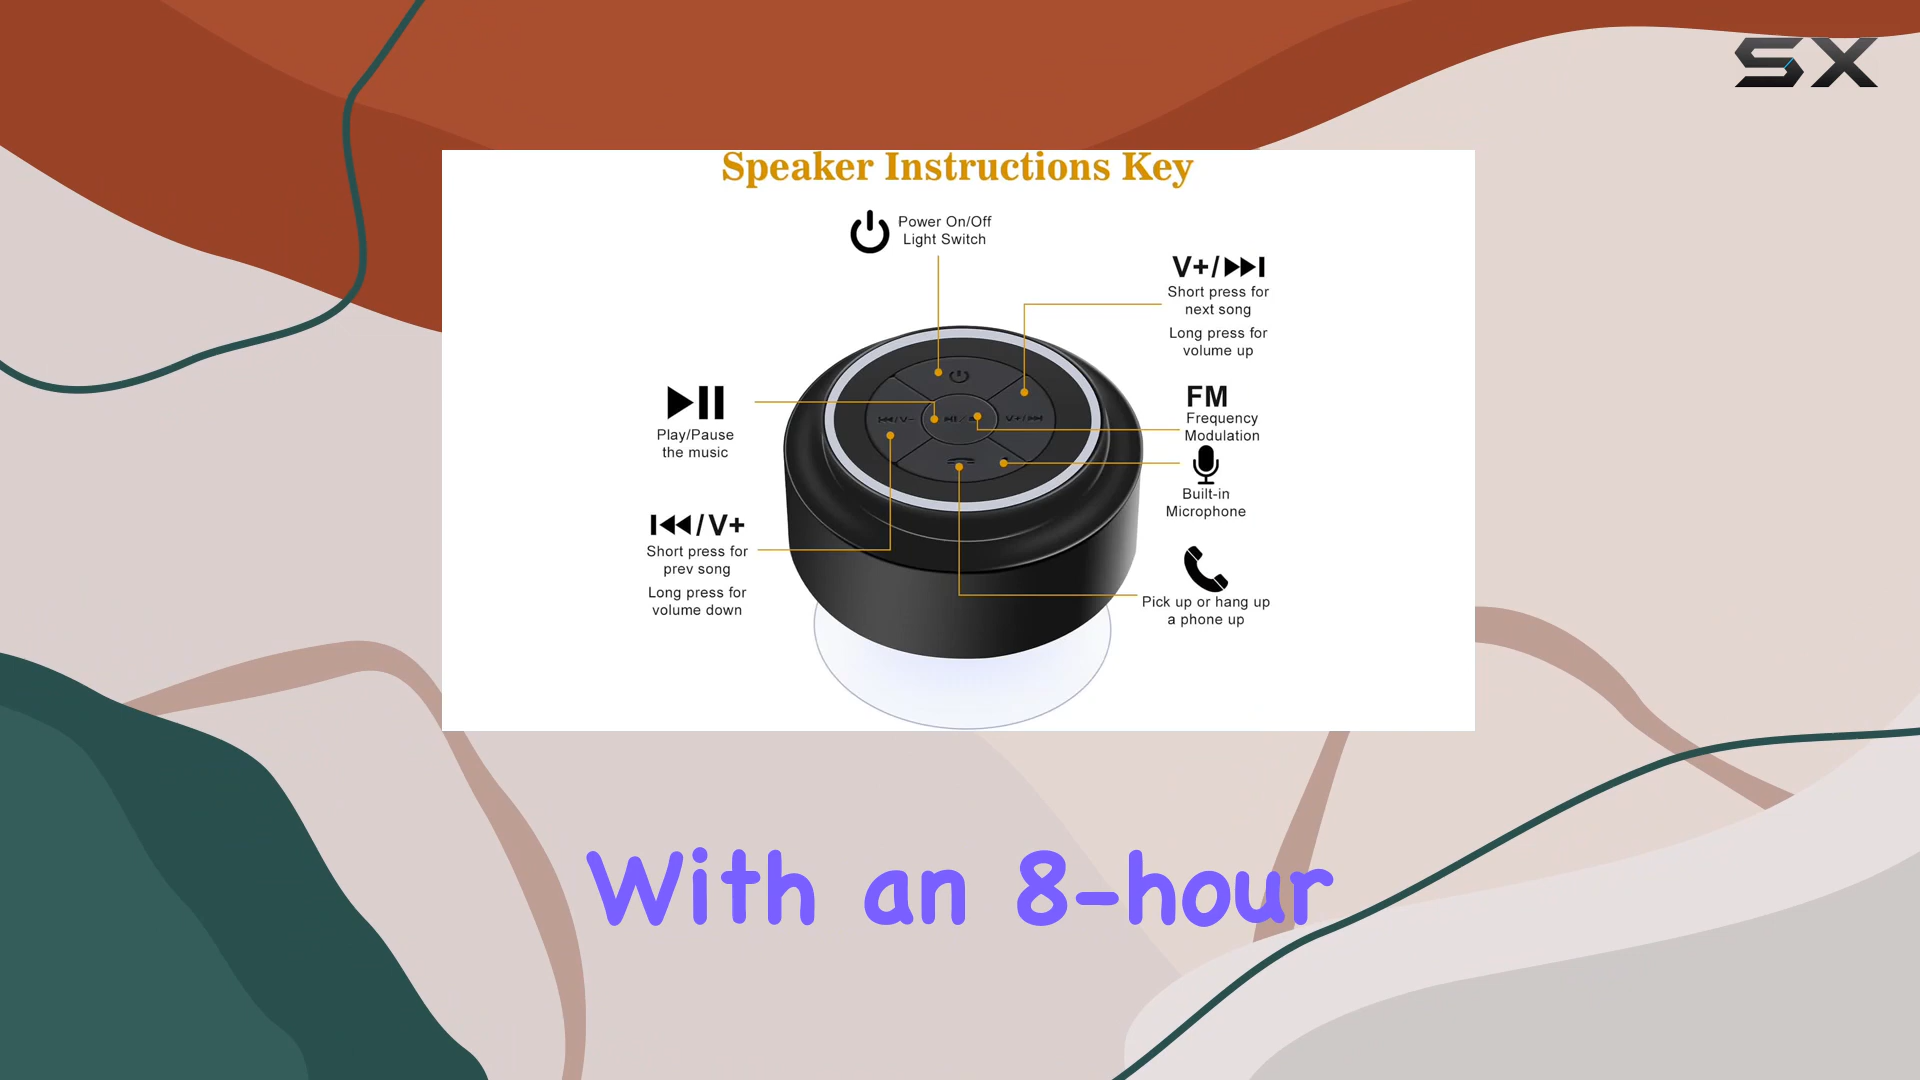 SX
Speaker Instructions Key
Power On/Off
Light Switch
V+/
Short press for
next song
Long press for
volume up
Play/Pause
the music
FM
Frequency
Modulation
Built-in
Microphone
/V+
Short press for
prev song
Long press for
volume down
Pick up or hang up
a phone up
With an 8-hour